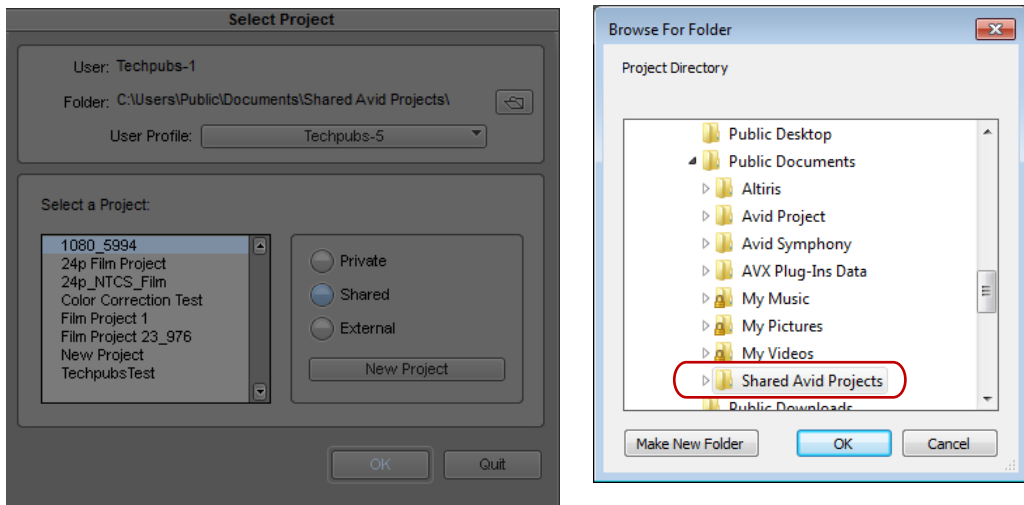 Select Project
User: Techpubs-1
Folder: C:\Users\Public\Documents\Shared Avid Projects\
User Profile: Techpubs-5
Select a Project:
1080_5994
24p Film Project
24p_NTCS_Film
Color Correction Test
Film Project 1
Film Project 23_976
New Project
TechpubsTest
Private
Shared
External
New Project
OK
Quit
Browse For Folder
Project Directory
Public Desktop
Public Documents
Altiris
Avid Project
Avid Symphony
AVX Plug-Ins Data
My Music
My Pictures
My Videos
Shared Avid Projects
Public Downloads
Make New Folder
OK
Cancel